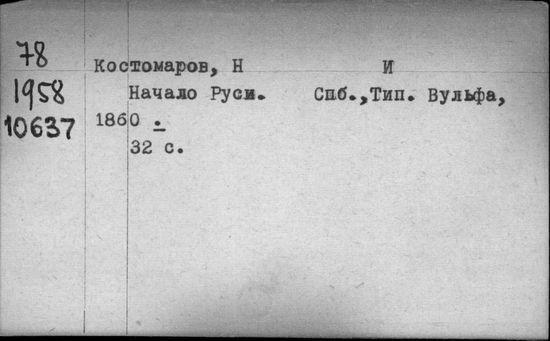 78
1958
10637
Костомаров, Н И
Начало Руси. Спб.,Тип. Вульфа,
1860 .
32 с.